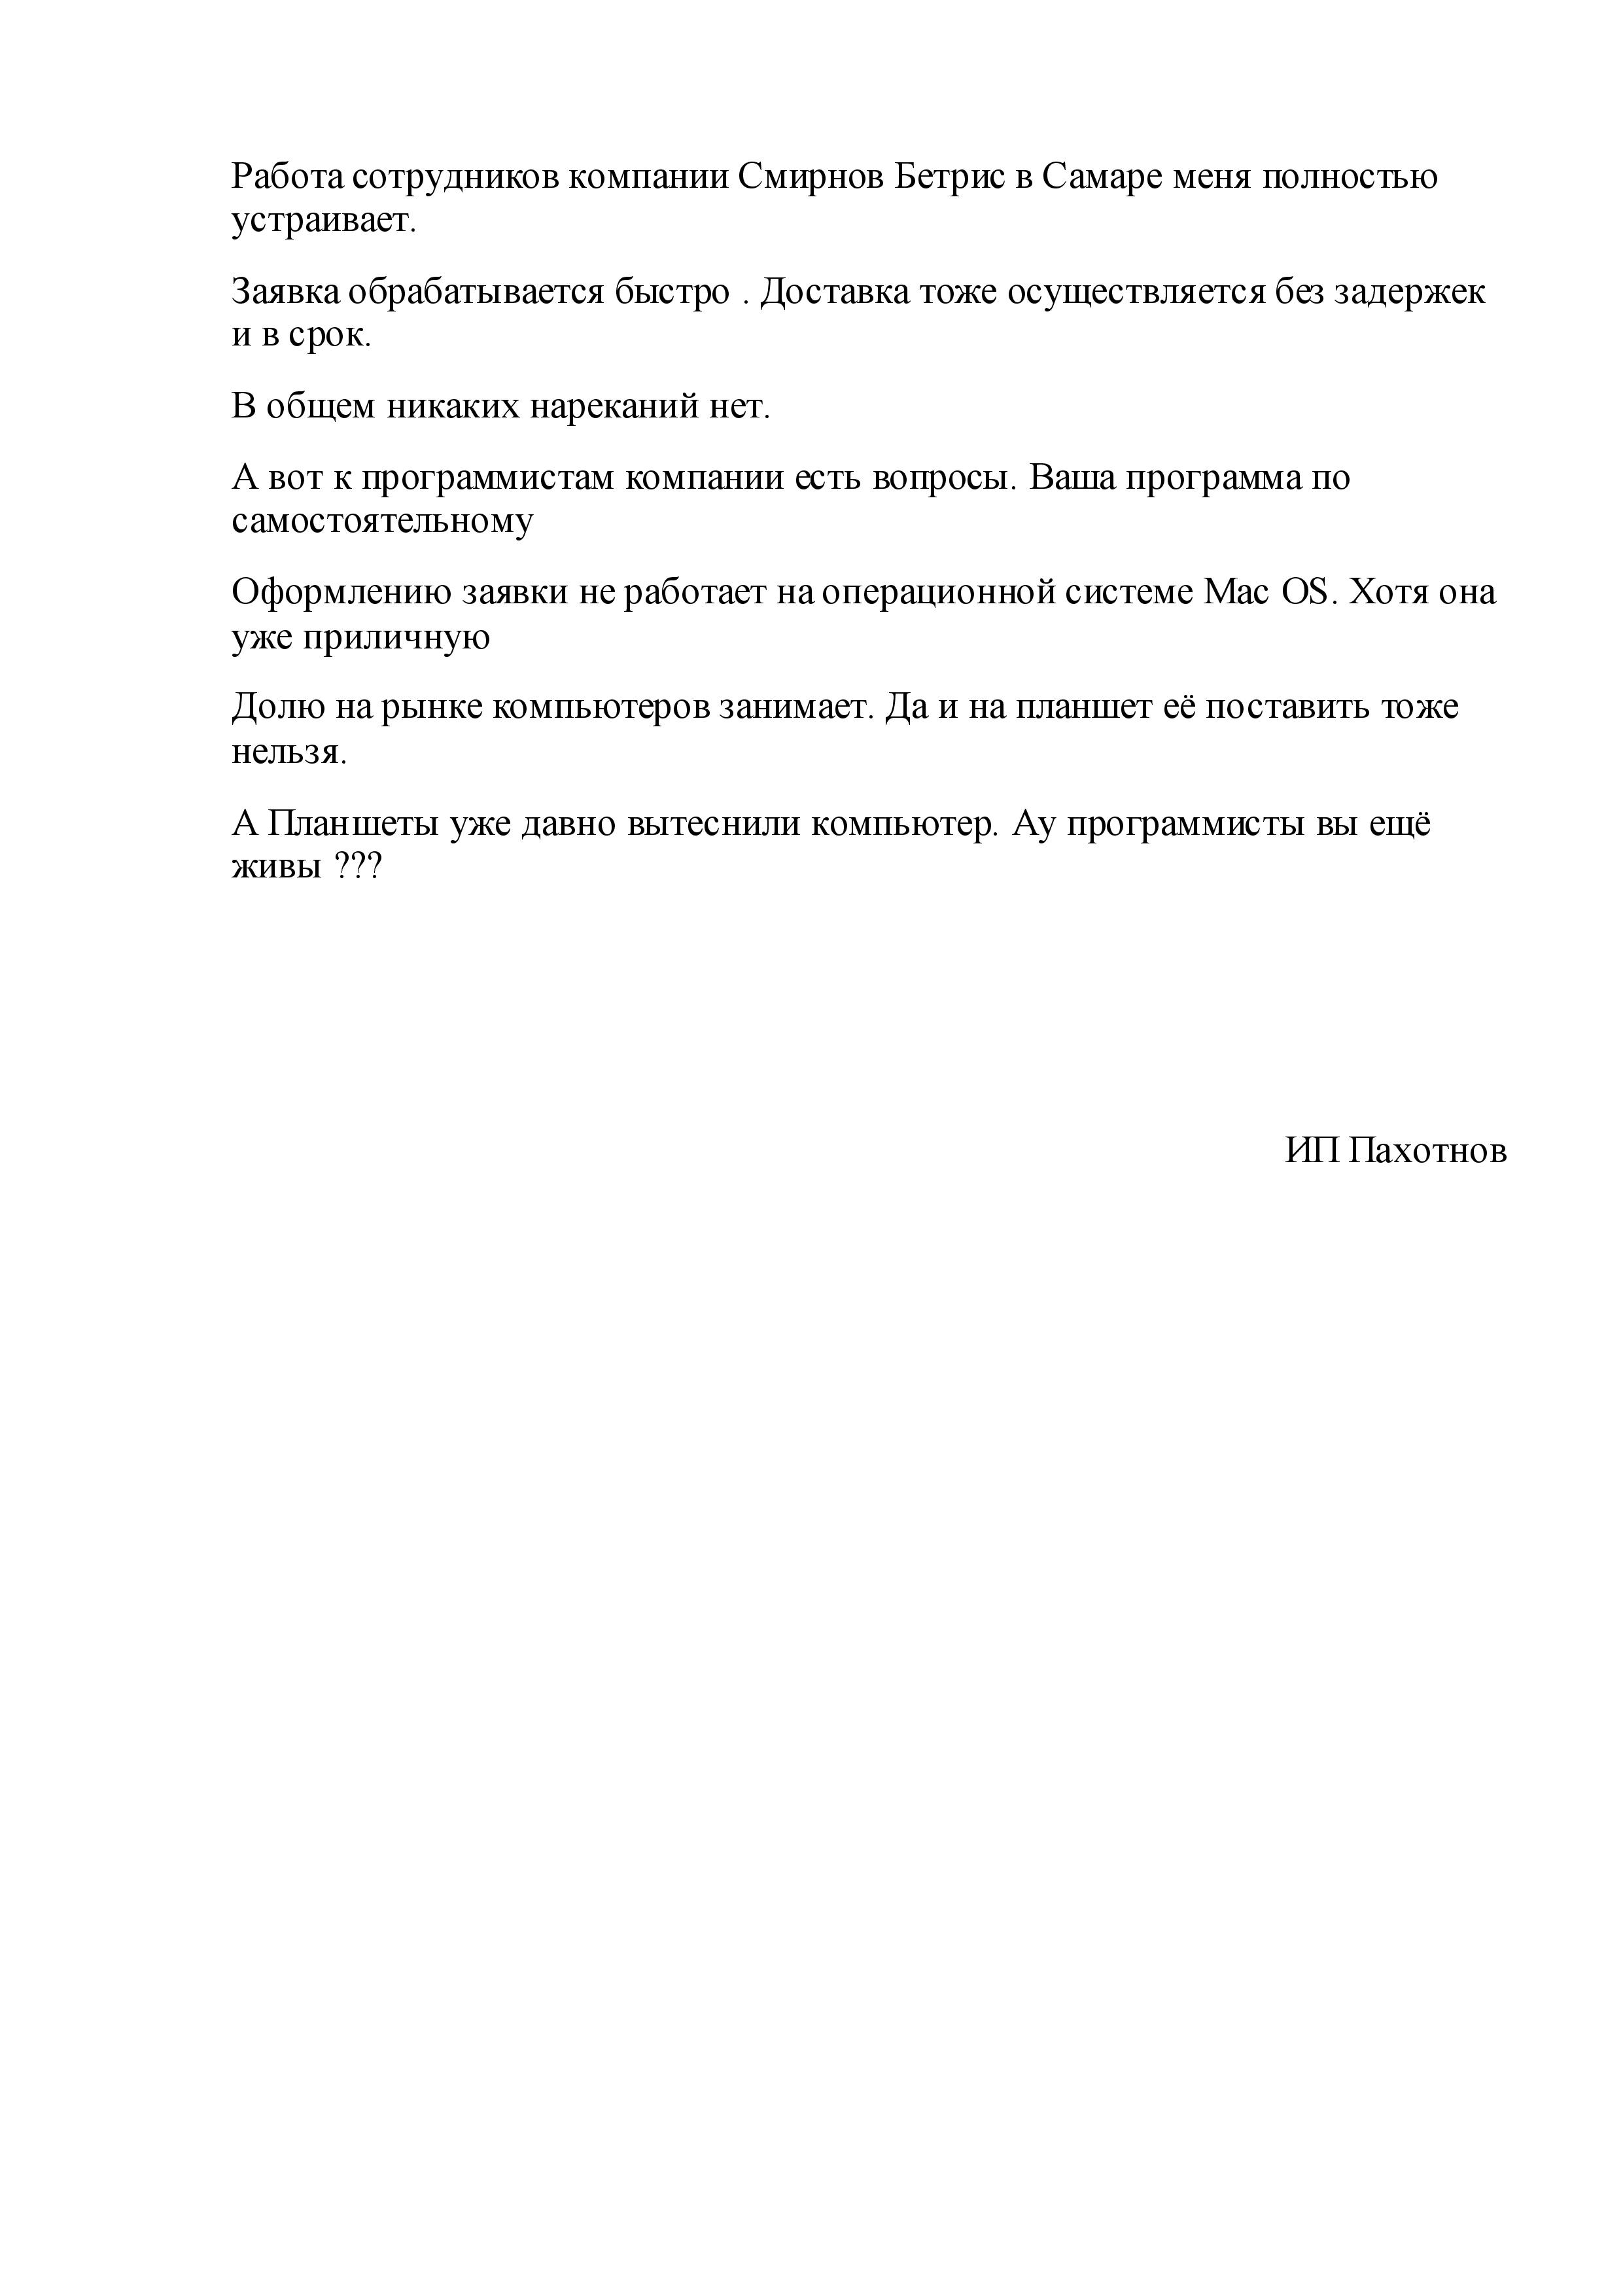 Работа сотрудников компании Смирнов Бетрис в Самаре меня полностью
устраивает.
Заявка обрабатывается быстро . Доставка тоже осуществляется без задержек
и в срок.
В общем никаких нареканий нет.
А вот к программистам компании есть вопросы. Ваша программа по
самостоятельному
Оформлению заявки не работает на операционной системе Mac OS. Хотя она
уже приличную
Долю на рынке компьютеров занимает. Да и на планшет её поставить тоже
нельзя.
А Планшеты уже давно вытеснили компьютер. Ау программисты вы ещё
живы ???
ИП Пахотнов